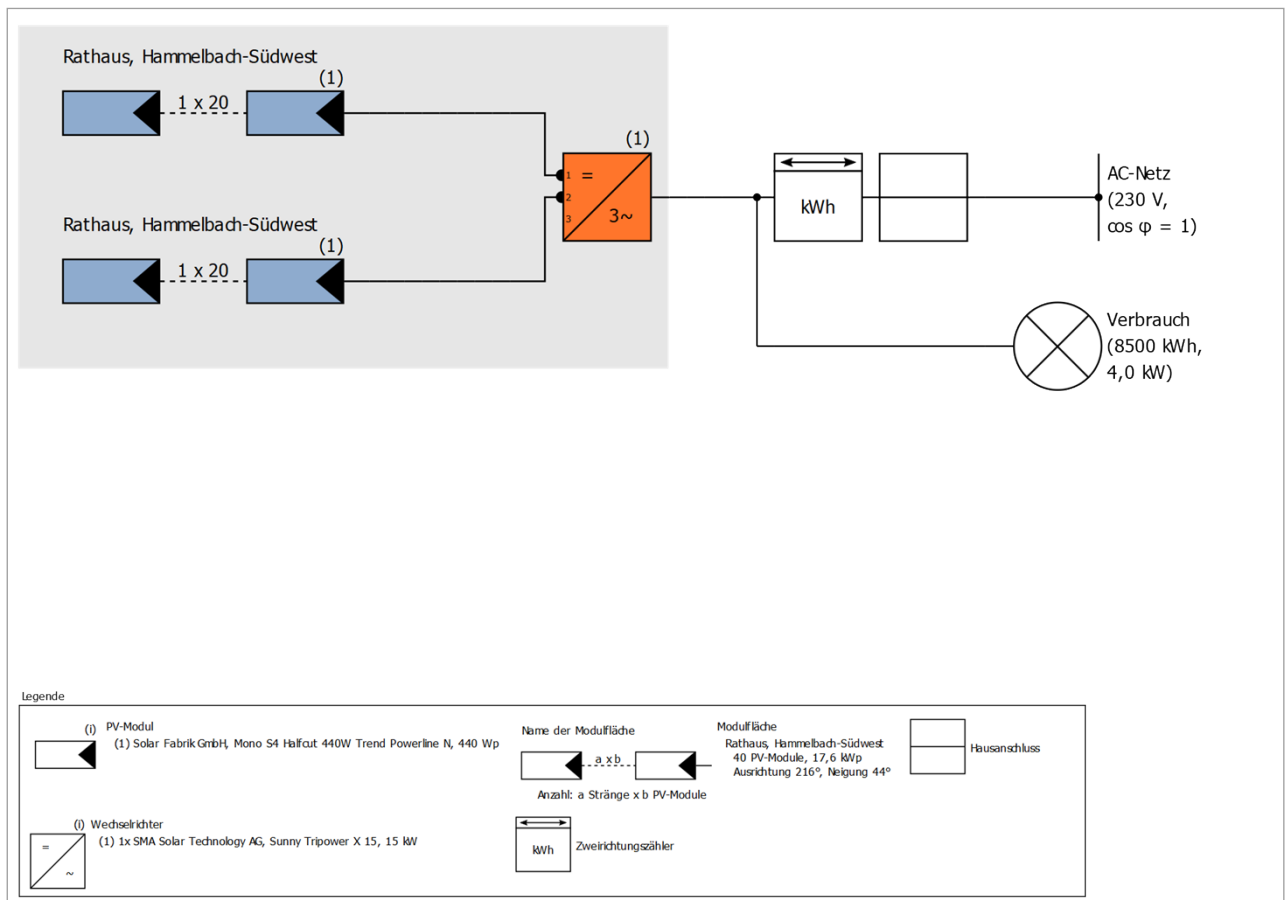 Rathaus, Hammelbach-Südwest
(1)
1 x 20
(1)
1
=
2
3
3~
Rathaus, Hammelbach-Südwest
(1)
1 x 20
kWh
AC-Netz
(230 V,
cos φ = 1)
Verbrauch
(8500 kWh,
4,0 kW)
Legende
(i) PV-Modul
(1) Solar Fabrik GmbH, Mono S4 Halfcut 440W Trend Powerline N, 440 Wp
(i) Wechselrichter
(1) 1x SMA Solar Technology AG, Sunny Tripower X 15, 15 kW
=
~
Name der Modulfläche
a x b
Anzahl: a Stränge x b PV-Module
kWh
Zweirichtungszähler
Modulfläche
Rathaus, Hammelbach-Südwest
40 PV-Module, 17,6 kWp
Ausrichtung 216°, Neigung 44°
Hausanschluss